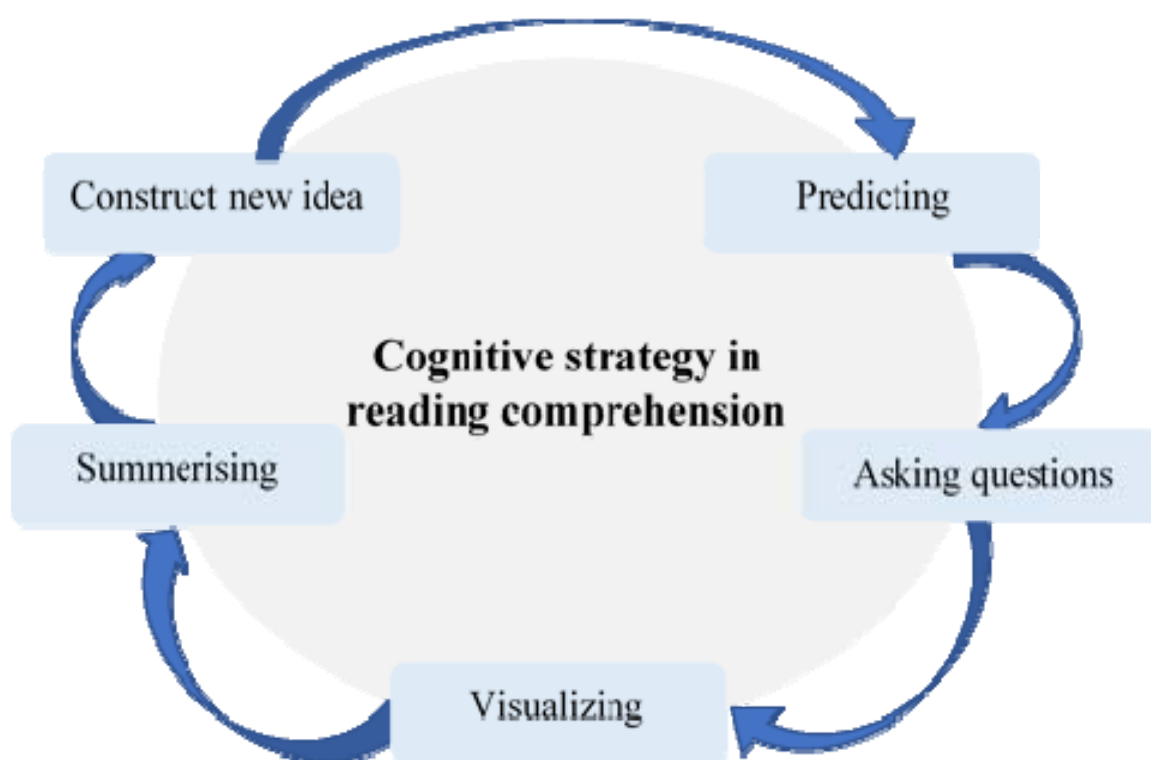 Construct new idea
Predicting
Cognitive strategy in
reading comprehension
Summerising
Asking questions
Visualizing